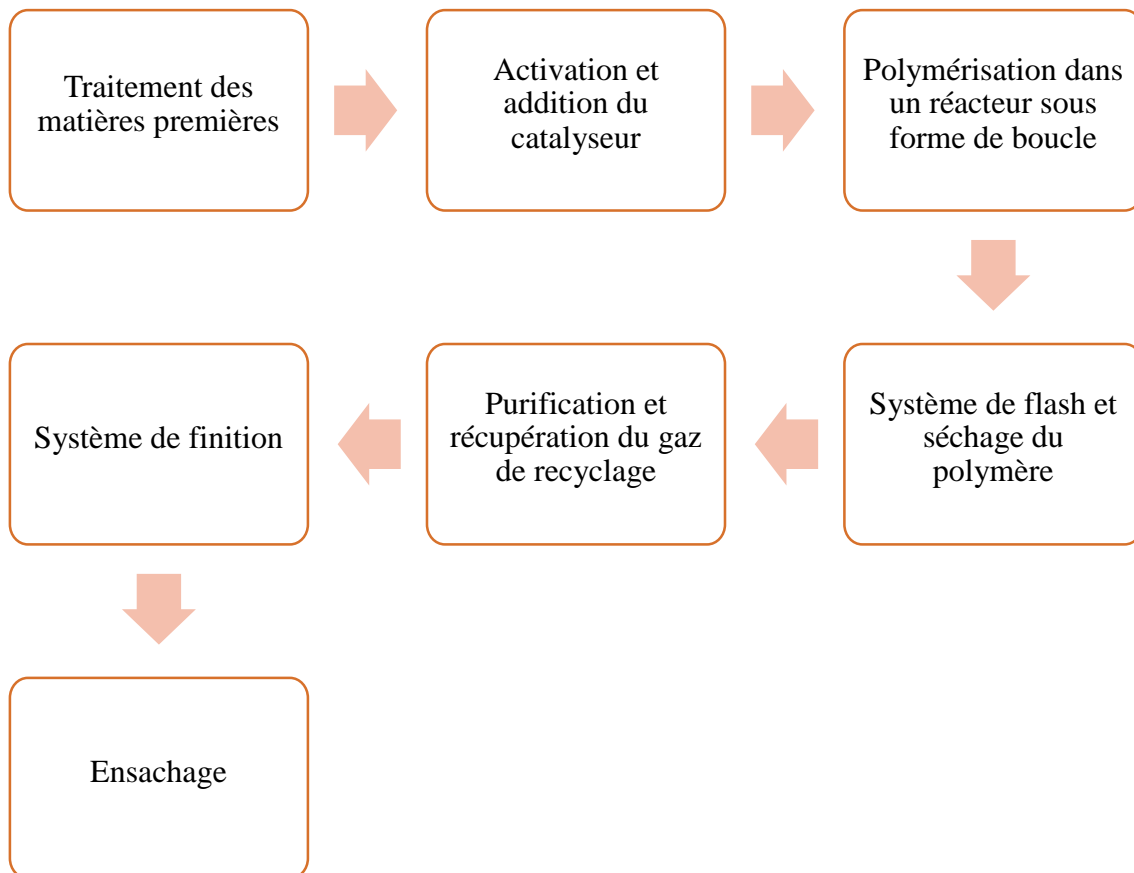 Traitement des
matières premières
Activation et
addition du
catalyseur
Polymérisation dans
un réacteur sous
forme de boucle
Système de flash et
séchage du
polymère
Purification et
récupération du gaz
de recyclage
Système de finition
Ensachage